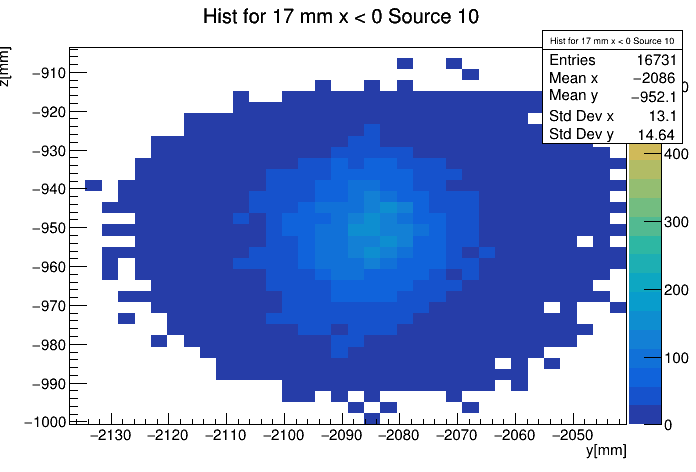 Hist for 17 mm x < 0 Source 10
z[mm]
Hist for 17 mm x < 0 Source 10
Entries 16731
Mean x −2086
Mean y −952.1
Std Dev x 13.1
Std Dev y 14.64
−910
−920
−930
−940
−950
−960
−970
−980
−990
−1000
0
400
300
200
100
0
−2130 −2120 −2110 −2100 −2090 −2080 −2070 −2060 −2050
y[mm]